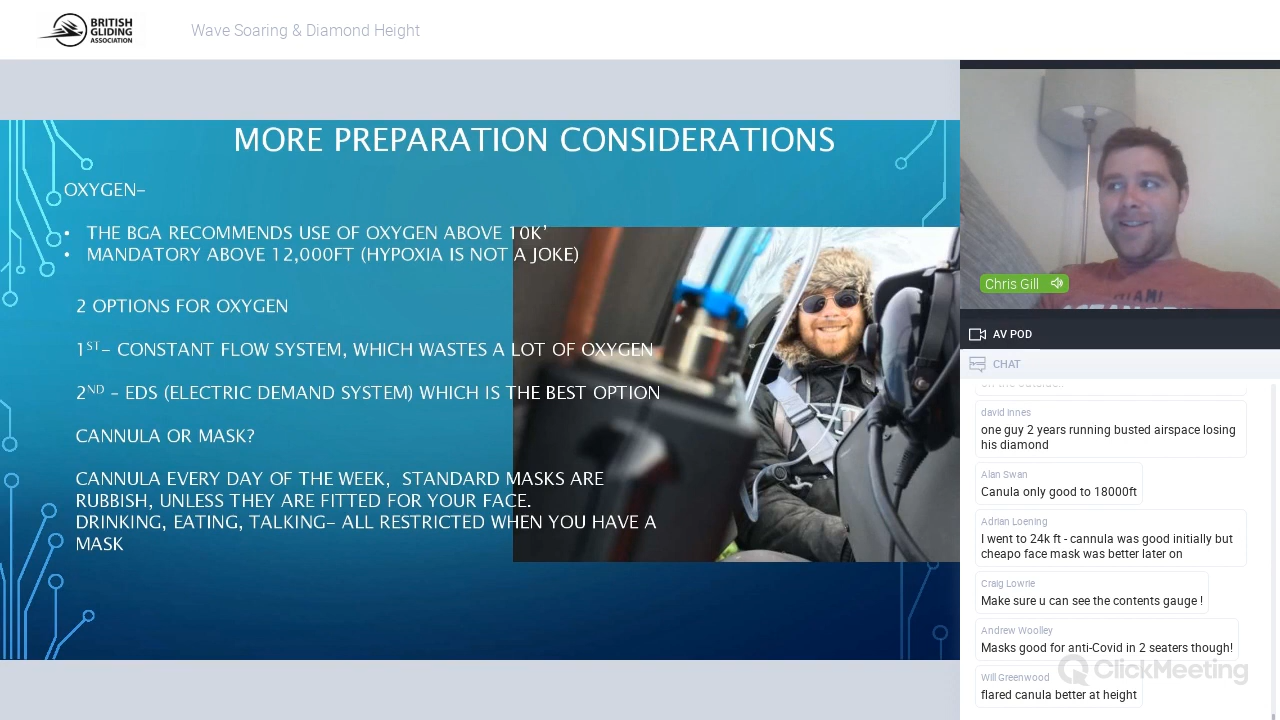 BRITISH
GLIDING
ASSOCIATION
Wave Soaring & Diamond Height
MORE PREPARATION CONSIDERATIONS
OXYGEN–
• THE BGA RECOMMENDS USE OF OXYGEN ABOVE 10K'
• MANDATORY ABOVE 12,000FT (HYPOXIA IS NOT A JOKE)
2 OPTIONS FOR OXYGEN
1ST– CONSTANT FLOW SYSTEM, WHICH WASTES A LOT OF OXYGEN
2ND – EDS (ELECTRIC DEMAND SYSTEM) WHICH IS THE BEST OPTION
CANNULA OR MASK?
CANNULA EVERY DAY OF THE WEEK, STANDARD MASKS ARE
RUBBISH, UNLESS THEY ARE FITTED FOR YOUR FACE.
DRINKING, EATING, TALKING– ALL RESTRICTED WHEN YOU HAVE A
MASK
MIAMI
Chris Gill
AV POD
CHAT
on the outside..
david innes
one guy 2 years running busted airspace losing
his diamond
Alan Swan
Canula only good to 18000ft
Adrian Loening
I went to 24k ft - cannula was good initially but
cheapo face mask was better later on
Craig Lowrie
Make sure u can see the contents gauge !
Andrew Woolley
Masks good for anti-Covid in 2 seaters though!
Will Greenwood
flared canula better at height
ClickMeeting